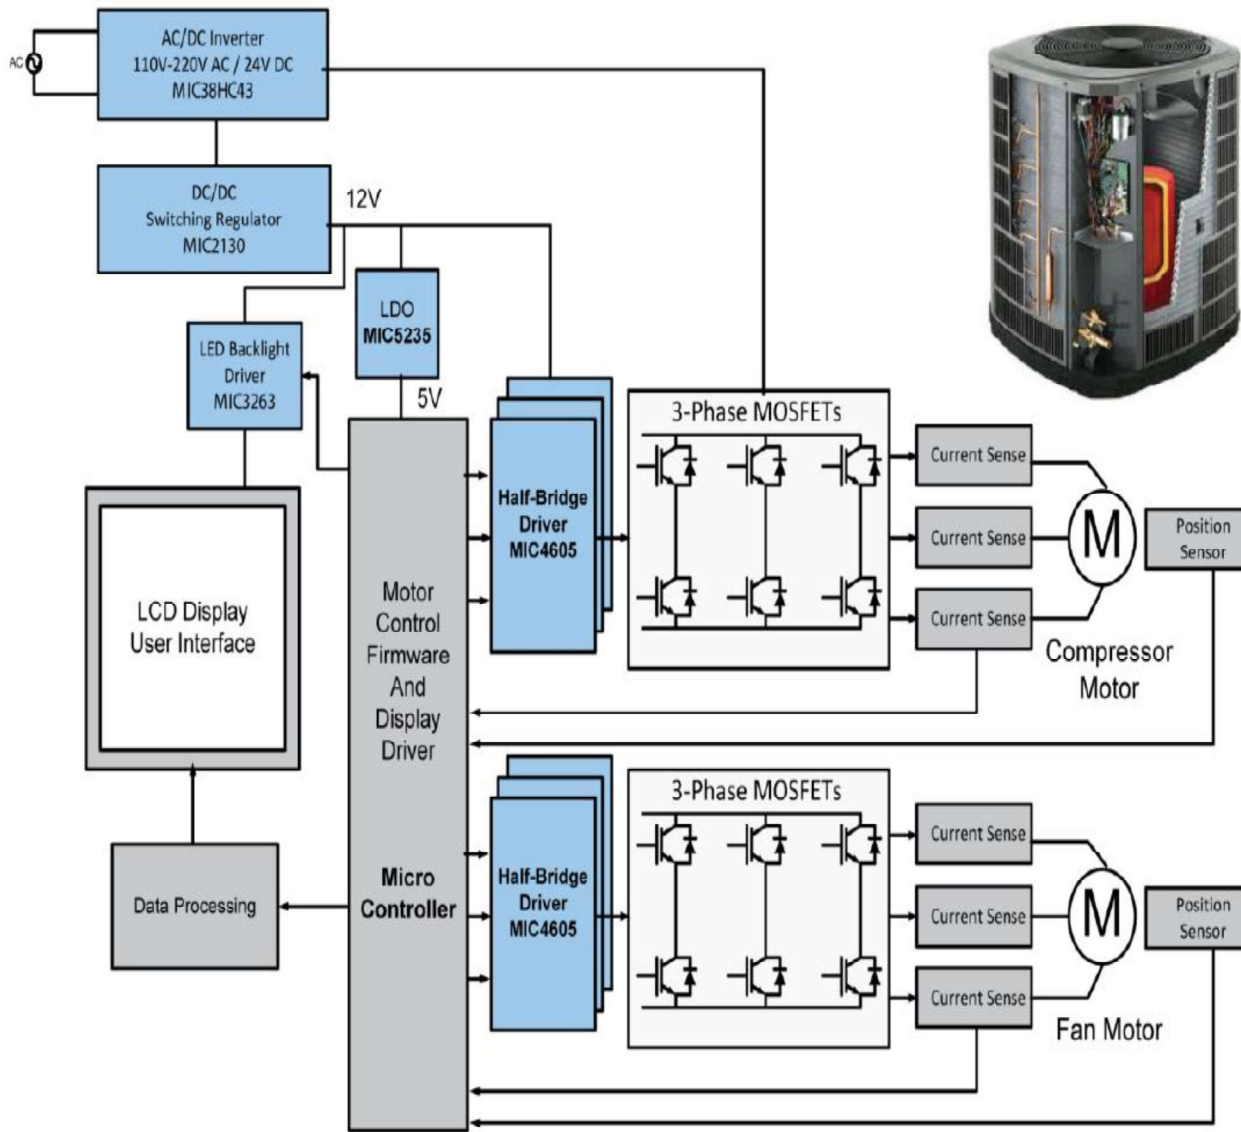 AC/DC Inverter
110V-220V AC / 24V DC
MIC38HC43
AC
DC/DC
Switching Regulator
MIC2130
12V
LDO
MIC5235
LED Backlight
Driver
MIC3263
5V
3-Phase MOSFETs
Current Sense
Half-Bridge
Driver
MIC4605
Current Sense
M
Position
Sensor
Current Sense
Compressor
Motor
LCD Display
User Interface
Motor
Control
Firmware
And
Display
Driver
3-Phase MOSFETs
Current Sense
Half-Bridge
Driver
MIC4605
Current Sense
M
Position
Sensor
Current Sense
Fan Motor
Micro
Controller
Data Processing